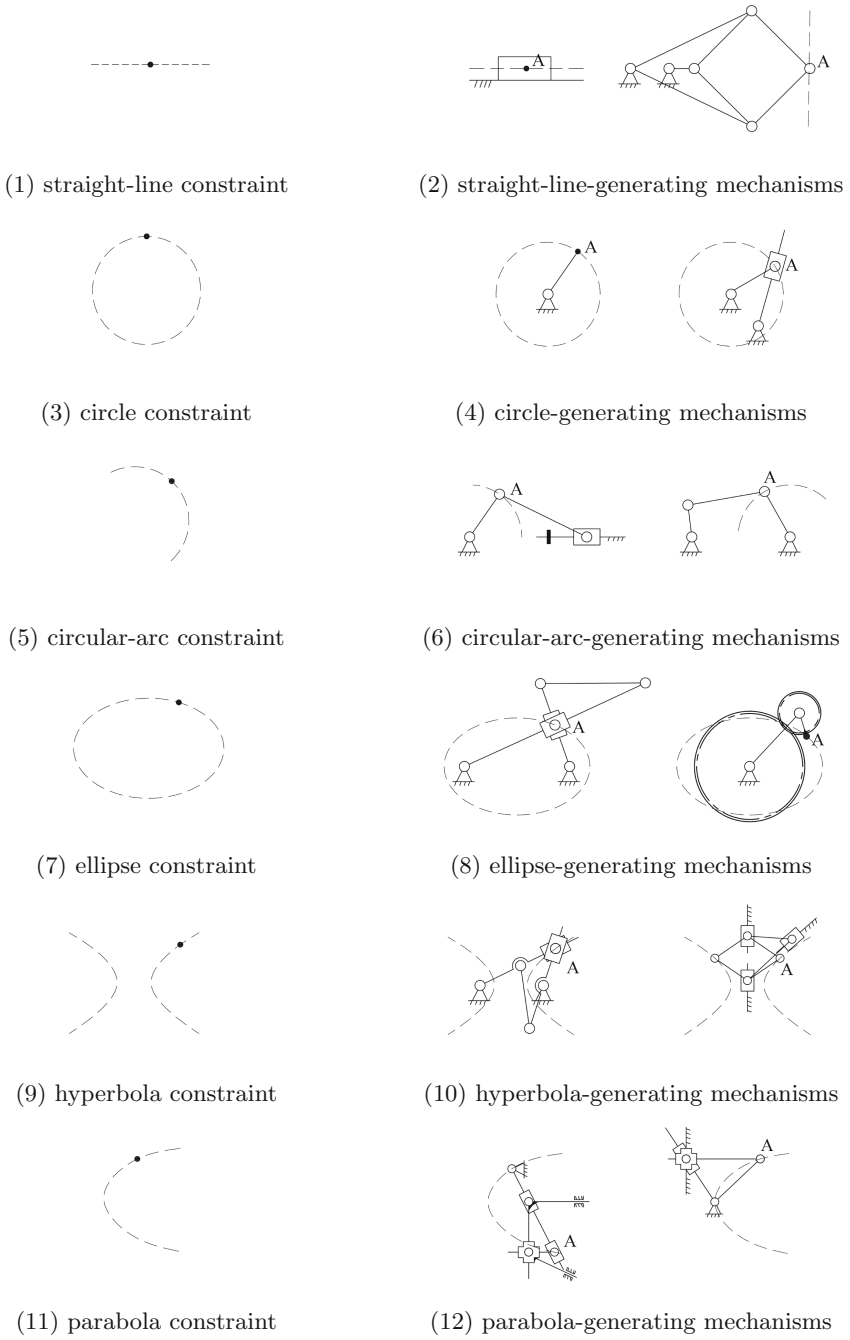 A
A
(1) straight-line constraint
(2) straight-line-generating mechanisms
A
A
(3) circle constraint
(4) circle-generating mechanisms
A
A
(5) circular-arc constraint
(6) circular-arc-generating mechanisms
A
A
(7) ellipse constraint
(8) ellipse-generating mechanisms
A
A
(9) hyperbola constraint
(10) hyperbola-generating mechanisms
A
A
(11) parabola constraint
(12) parabola-generating mechanisms